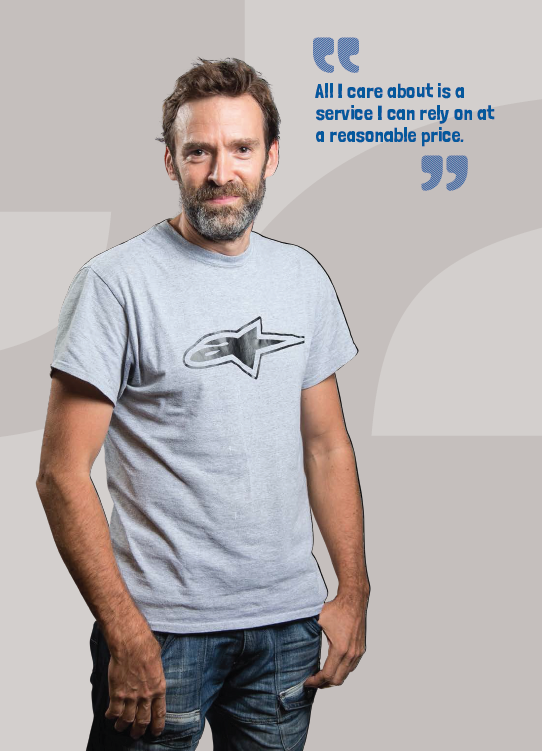 All I care about is a
service I can rely on at
a reasonable price.